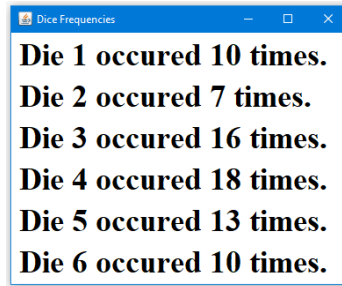 Dice Frequencies
Die 1 occured 10 times.
Die 2 occured 7 times.
Die 3 occured 16 times.
Die 4 occured 18 times.
Die 5 occured 13 times.
Die 6 occured 10 times.